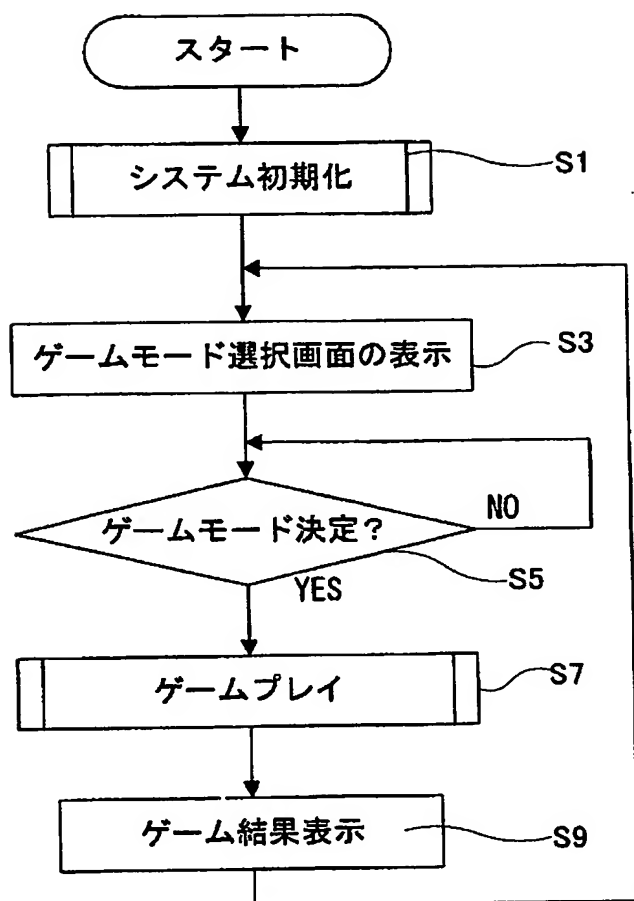 スタート
システム初期化
S1
ゲームモード選択画面の表示
S3
ゲームモード決定?
NO
S5
YES
ゲームプレイ
S7
ゲーム結果表示
S9